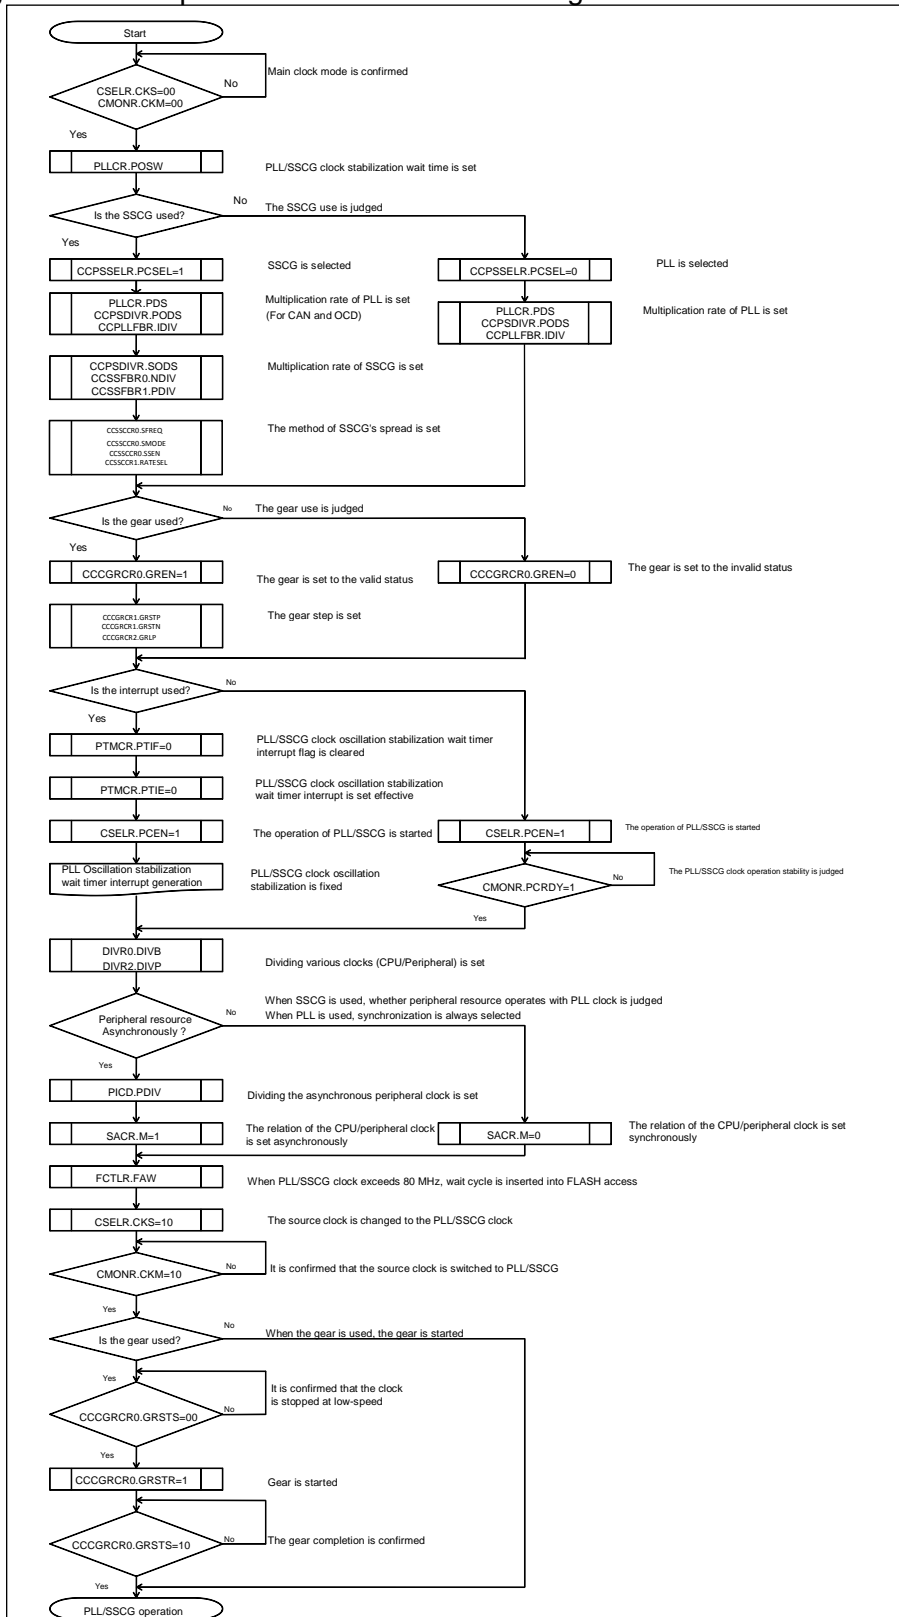 Start
Main clock mode is confirmed
No
CSELR.CKS=00
CMONR.CKM=00
Yes
PLLCR.POSW
PLL/SSCG clock stabilization wait time is set
No
The SSCG use is judged
Is the SSCG used?
Yes
CCPSSELR.PCSEL=1
SSCG is selected
CCPSSELR.PCSEL=0
PLL is selected
PLLCR.PDS
CCPSDIVR.PODS
CCPLLFBR.IDIV
Multiplication rate of PLL is set
(For CAN and OCD)
PLLCR.PDS
CCPSDIVR.PODS
CCPLLFBR.IDIV
Multiplication rate of PLL is set
CCPSDIVR.SODS
CCSSFBR0.NDIV
CCSSFBR1.PDIV
Multiplication rate of SSCG is set
CCSSCCR0.SFREQ
CCSSCCR0.SMODE
CCSSCCR0.SSEN
CCSSCCR1.RATESEL
The method of SSCG's spread is set
Is the gear used?
No
The gear use is judged
Yes
CCCGRCR0.GREN=1
The gear is set to the valid status
CCCGRCR0.GREN=0
The gear is set to the invalid status
CCCGRCR1.GRSTP
CCCGRCR1.GRSTN
CCCGRCR2.GRLP
The gear step is set
Is the interrupt used?
No
Yes
PTMCR.PTIF=0
PLL/SSCG clock oscillation stabilization wait timer
interrupt flag is cleared
PTMCR.PTIE=0
PLL/SSCG clock oscillation stabilization
wait timer interrupt is set effective
CSELR.PCEN=1
The operation of PLL/SSCG is started
CSELR.PCEN=1
The operation of PLL/SSCG is started
PLL Oscillation stabilization
wait timer interrupt generation
PLL/SSCG clock oscillation
stabilization is fixed
CMONR.PCRDY=1
No
The PLL/SSCG clock operation stability is judged
Yes
DIVR0.DIVB
DIVR2.DIVP
Dividing various clocks (CPU/Peripheral) is set
When SSCG is used, whether peripheral resource operates with PLL clock is judged
No
When PLL is used, synchronization is always selected
Peripheral resource
Asynchronously ?
Yes
PICD.PDIV
Dividing the asynchronous peripheral clock is set
SACR.M=1
The relation of the CPU/peripheral clock
is set asynchronously
SACR.M=0
The relation of the CPU/peripheral clock is set
synchronously
FCTLR.FAW
When PLL/SSCG clock exceeds 80 MHz, wait cycle is inserted into FLASH access
CSELR.CKS=10
The source clock is changed to the PLL/SSCG clock
CMONR.CKM=10
No
It is confirmed that the source clock is switched to PLL/SSCG
Yes
Is the gear used?
No
When the gear is used, the gear is started
Yes
It is confirmed that the clock
is stopped at low-speed
CCCGRCR0.GRSTS=00
No
Yes
CCCGRCR0.GRSTR=1
Gear is started
CCCGRCR0.GRSTS=10
No
The gear completion is confirmed
Yes
PLL/SSCG operation